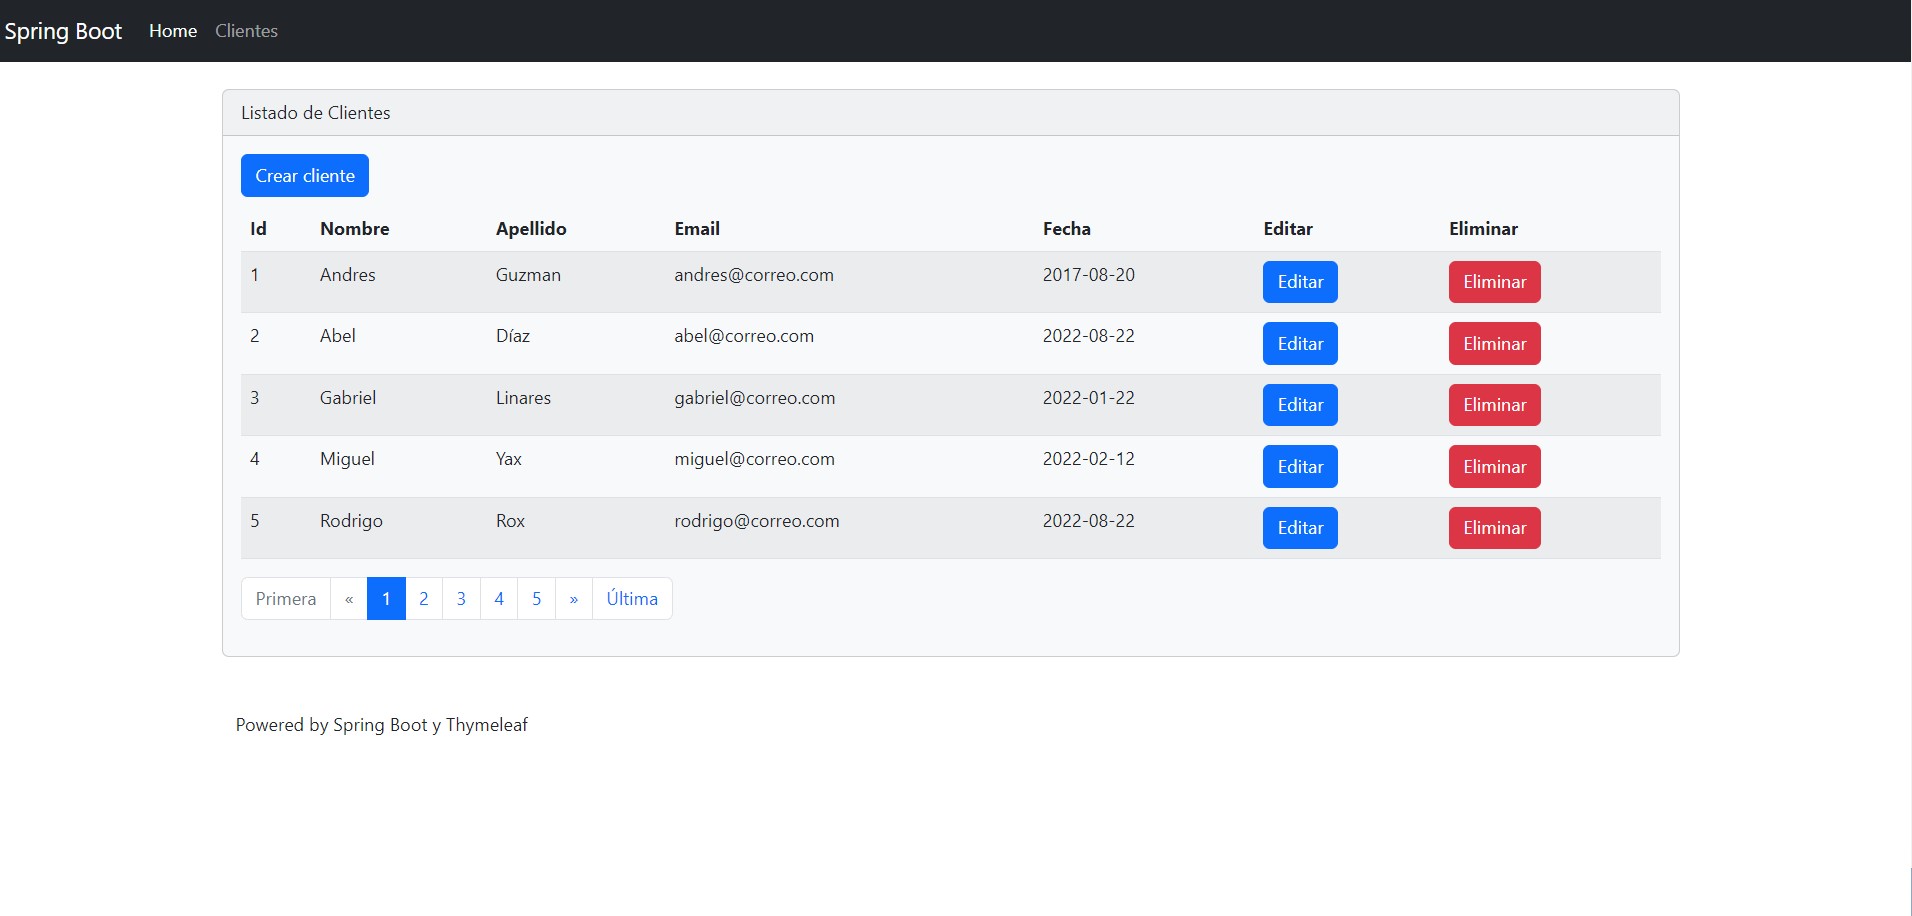 Spring Boot Home Clientes
Listado de Clientes
Crear cliente
Id Nombre Apellido Email Fecha Editar Eliminar
1 Andres Guzman andres@correo.com 2017-08-20 Editar Eliminar
2 Abel Díaz abel@correo.com 2022-08-22 Editar Eliminar
3 Gabriel Linares gabriel@correo.com 2022-01-22 Editar Eliminar
4 Miguel Yax miguel@correo.com 2022-02-12 Editar Eliminar
5 Rodrigo Rox rodrigo@correo.com 2022-08-22 Editar Eliminar
Primera « 1 2 3 4 5 » Última
Powered by Spring Boot y Thymeleaf